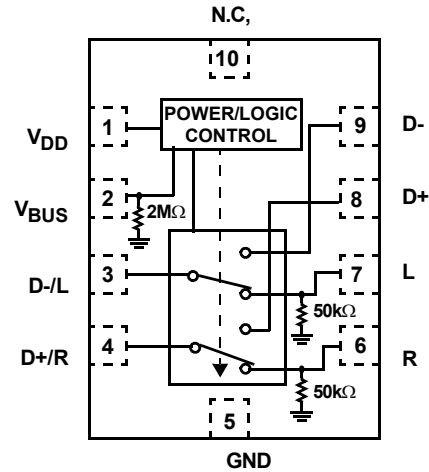 N.C,
10
POWER/LOGIC
CONTROL
1
VDD
9
D-
2
VBUS
2MΩ
8
D+
3
D-/L
7
L
50kΩ
4
D+/R
6
R
50kΩ
5
GND